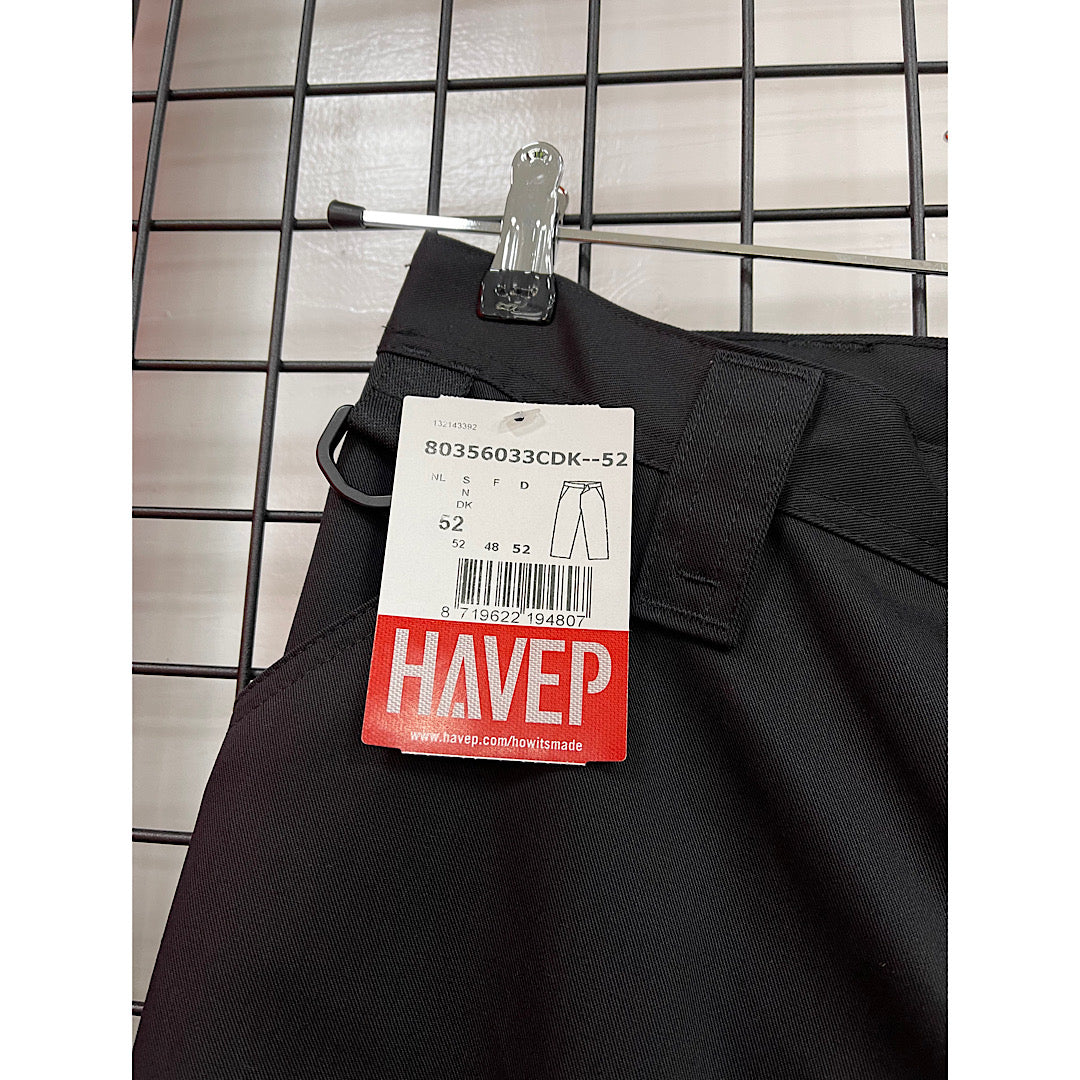 132143392
80356033CDK--52
NL S F D
N
DK
52
52 48 52
8 719622 194807
HAVEP
www.havep.com/howitsmade